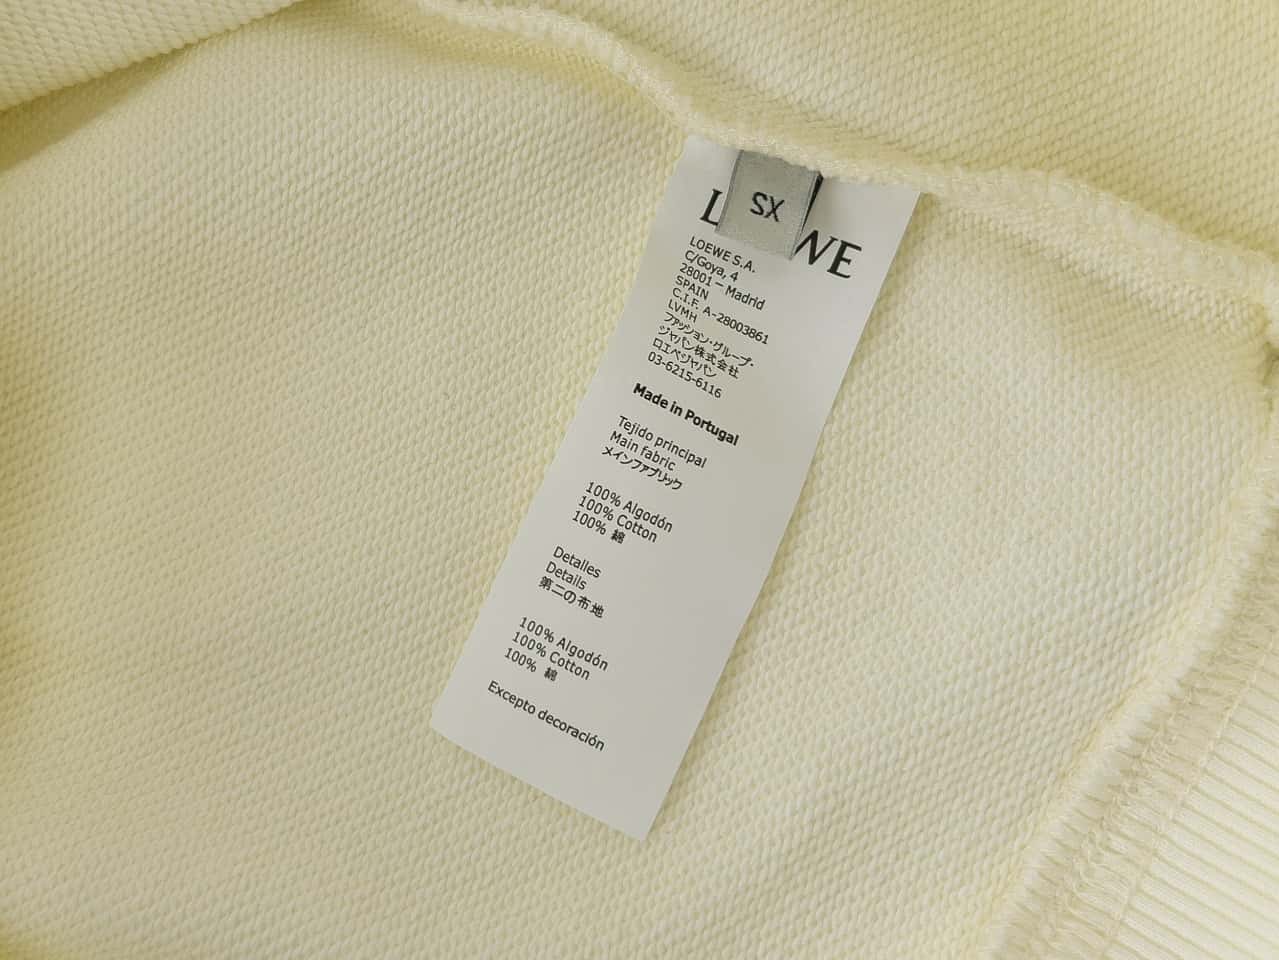 SX
L WE
LOEWE S.A.
C/Goya, 4
28001 – Madrid
SPAIN
C.I.F. A-28003861
LVMH
ファッション・グループ・
ジャパン株式会社
ロエベジャパン
03-6215-6116
Made in Portugal
Tejido principal
Main fabric
メインファブリック
100% Algodón
100% Cotton
100% 綿
Detalles
Details
第二の布地
100% Algodón
100% Cotton
100% 綿
Excepto decoración